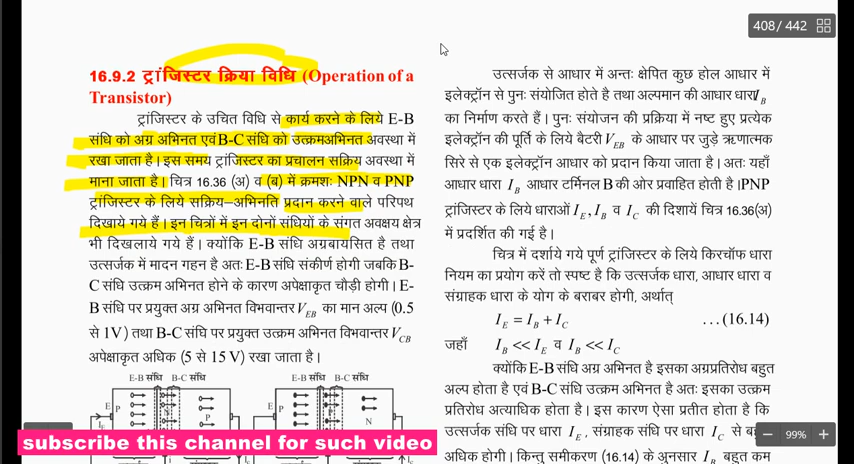 408 / 442
16.9.2 ट्रांजिस्टर क्रिया विधि (Operation of a
Transistor)
ट्रांजिस्टर के उचित विधि से कार्य करने के लिये E-B
संधि को अग्र अभिनत एवं B-C संधि को उत्क्रमअभिनत अवस्था में
रखा जाता है। इस समय ट्रांजिस्टर का प्रचालन सक्रिय अवस्था में
माना जाता है। चित्र 16.36 (अ) व (ब) में क्रमशः NPN व PNP
ट्रांजिस्टर के लिये सक्रिय–अभिनति प्रदान करने वाले परिपथ
दिखाये गये हैं। इन चित्रों में इन दोनों संधियों के संगत अवक्षय क्षेत्र
भी दिखलाये गये हैं। क्योंकि E-B संधि अग्रबायसित है तथा
उत्सर्जक में मादन गहन है अतः E-B संधि संकीर्ण होगी जबकि B-
C संधि उत्क्रम अभिनत होने के कारण अपेक्षाकृत चौड़ी होगी। E-
B संधि पर प्रयुक्त अग्र अभिनत विभवान्तर V_EB का मान अल्प (0.5
से 1V) तथा B-C संधि पर प्रयुक्त उत्क्रम अभिनत विभवान्तर V_CB
अपेक्षाकृत अधिक (5 से 15 V) रखा जाता है।
E-B संधि B-C संधि E-B संधि B-C संधि
E P P N
subscribe this channel for such video
उत्सर्जक से आधार में अन्तः क्षेपित कुछ होल आधार में
इलेक्ट्रॉन से पुनः संयोजित होते है तथा अल्पमान की आधार धारा I_B
का निर्माण करते हैं। पुनः संयोजन की प्रक्रिया में नष्ट हुए प्रत्येक
इलेक्ट्रॉन की पूर्ति के लिये बैटरी V_EB के आधार पर जुड़े ऋणात्मक
सिरे से एक इलेक्ट्रॉन आधार को प्रदान किया जाता है। अतः यहाँ
आधार धारा I_B आधार टर्मिनल B की ओर प्रवाहित होती है।PNP
ट्रांजिस्टर के लिये धाराओं I_E, I_B व I_C की दिशायें चित्र 16.36(अ)
में प्रदर्शित की गई है।
चित्र में दर्शाये गये पूर्ण ट्रांजिस्टर के लिये किरचॉफ धारा
नियम का प्रयोग करें तो स्पष्ट है कि उत्सर्जक धारा, आधार धारा व
संग्राहक धारा के योग के बराबर होगी, अर्थात्
I_E = I_B + I_C ...(16.14)
जहाँ I_B << I_E व I_B << I_C
क्योंकि E-B संधि अग्र अभिनत है इसका अग्रप्रतिरोध बहुत
अल्प होता है एवं B-C संधि उत्क्रम अभिनत है अतः इसका उत्क्रम
प्रतिरोध अत्याधिक होता है। इस कारण ऐसा प्रतीत होता है कि
उत्सर्जक संधि पर धारा I_E, संग्राहक संधि पर धारा I_C से
अधिक होगी। किन्तु समीकरण (16.14) के अनुसार I_B बहुत कम
99%